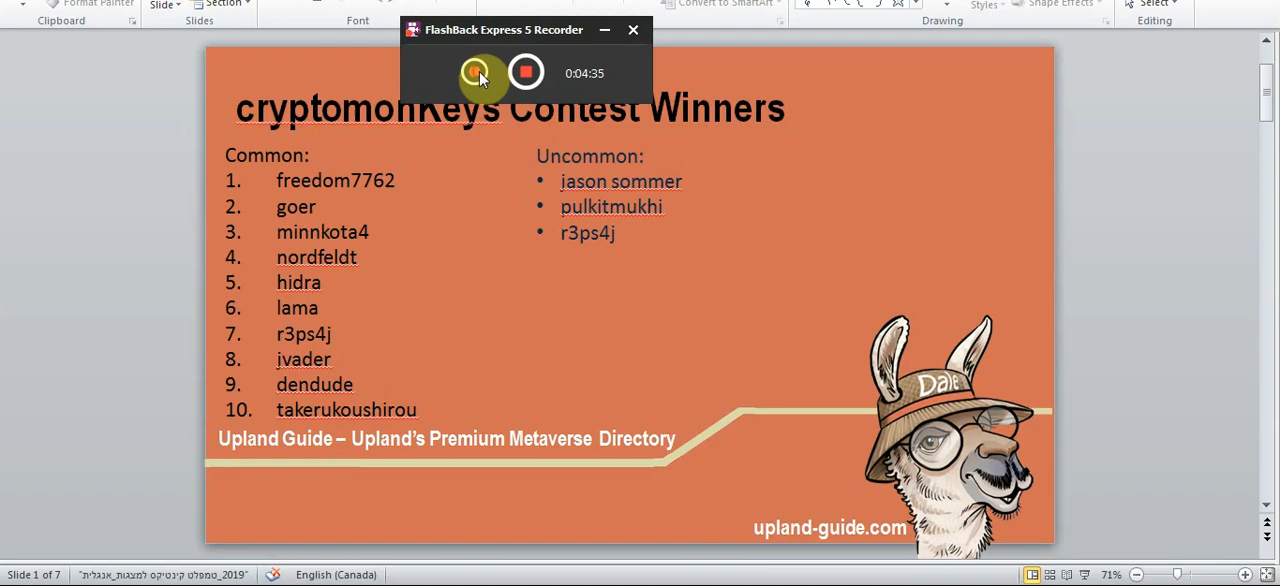 Format Painter
Slide
Section
Convert to SmartArt
Styles
Shape Effects
Select
Clipboard
Slides
Font
Drawing
Editing
FlashBack Express 5 Recorder
0:04:35
cryptomonKeys Contest Winners
Common:
1. freedom7762
2. goer
3. minnkota4
4. nordfeldt
5. hidra
6. lama
7. r3ps4j
8. jvader
9. dendude
10. takerukoushirou
Uncommon:
• jason sommer
• pulkitmukhi
• r3ps4j
Dale
Upland Guide – Upland's Premium Metaverse Directory
upland-guide.com
Slide 1 of 7
"2019_טמפלט קינטיקס למצגות_אנגלית"
English (Canada)
71%